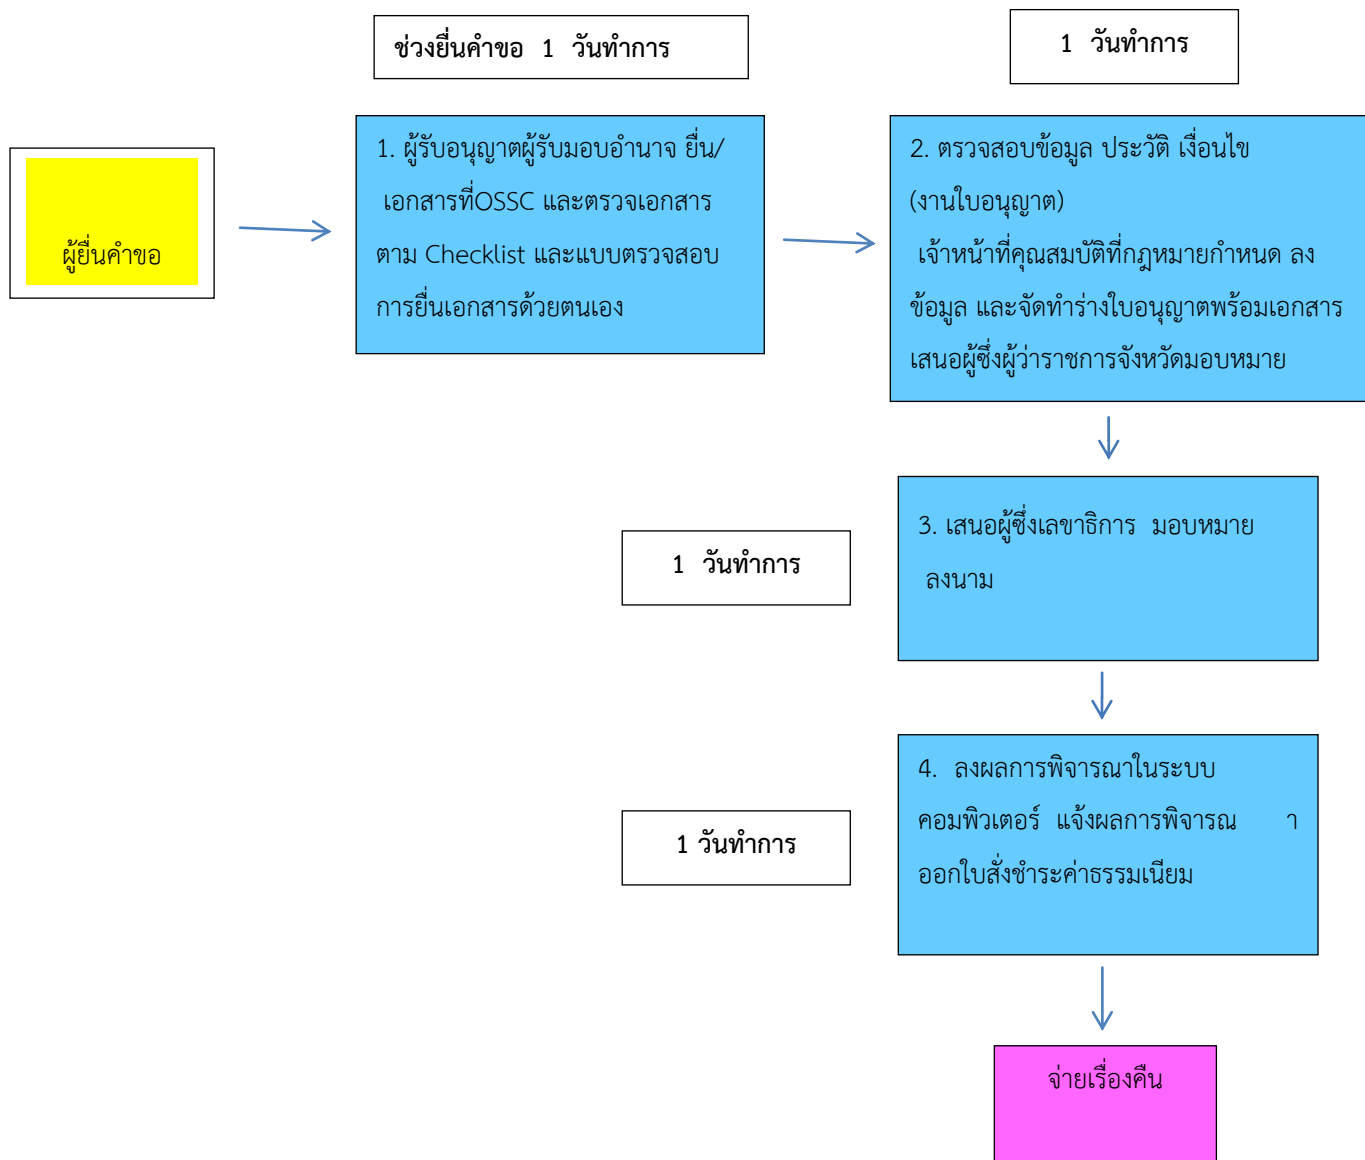 ช่วงยื่นคำขอ 1 วันทำการ
1 วันทำการ
ผู้ยื่นคำขอ
1. ผู้รับอนุญาตผู้รับมอบอำนาจ ยื่น/
เอกสารที่OSSC และตรวจเอกสาร
ตาม Checklist และแบบตรวจสอบ
การยื่นเอกสารด้วยตนเอง
2. ตรวจสอบข้อมูล ประวัติ เงื่อนไข
(งานใบอนุญาต)
เจ้าหน้าที่คุณสมบัติที่กฎหมายกำหนด ลง
ข้อมูล และจัดทำร่างใบอนุญาตพร้อมเอกสาร
เสนอผู้ซึ่งผู้ว่าราชการจังหวัดมอบหมาย
1 วันทำการ
3. เสนอผู้ซึ่งเลขาธิการ มอบหมาย
ลงนาม
1 วันทำการ
4. ลงผลการพิจารณาในระบบ
คอมพิวเตอร์ แจ้งผลการพิจารณ า
ออกใบสั่งชำระค่าธรรมเนียม
จ่ายเรื่องคืน